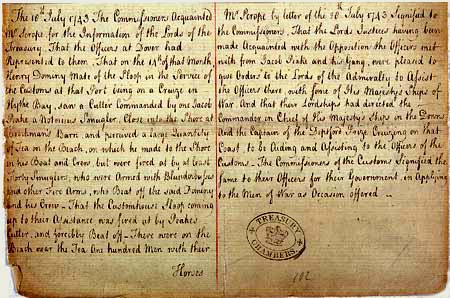 The 18th July 1743 The Commissioners Acquainted
Mr Scrope for the Information of the Lords of the
Treasury. That the Officers at Dover had
Represented to them, That on the 14th of that Month
Henry Dominy Mate of the Sloop in the Service of
the Customs at that Port being on a Cruize in
Hythe Bay, saw a Cutter Commanded by one Jacob
Peake a Notorious Smugler, Close into the Shore at
Barn and perceived a large Quantity
of Tea on the Beach, on which he made to the Shore
in his Boat and Crew, but were fired at by at least
Forty Smuglers, who were Armed with Blunderbusses
and other Fire Arms, who Beat off the said Dominy
and his Crew - That the Customhouse Sloop coming
up to their Assistance was fired at by Peakes
Cutter, and forcibly Beat off - There were on the
Beach near the Tea One hundred Men with their
Horses
Mr Scrope by letter of the 20th July 1743 Signifyed to
the Commissioners, That the Lords Justices having been
made Acquainted with the Opposition the Officers met
with from Jacob Peake and his Gang, were pleased to
give Orders to the Lords of the Admiralty to Assist
the Officers there, with some of His Majestys Ships of
War. And that their Lordships had directed the
Commander in Chief of His Majestys Ships in the Downs
And the Captain of the Deptford Prize Cruizing on that
Coast, to be Aiding and Assisting to the Officers of the
Customs - The Commissioners of the Customs Signifyed the
same to their Officers for their Government, in Applying
to the Men of War as Occasion offered -
TREASURY
CHAMBERS
102